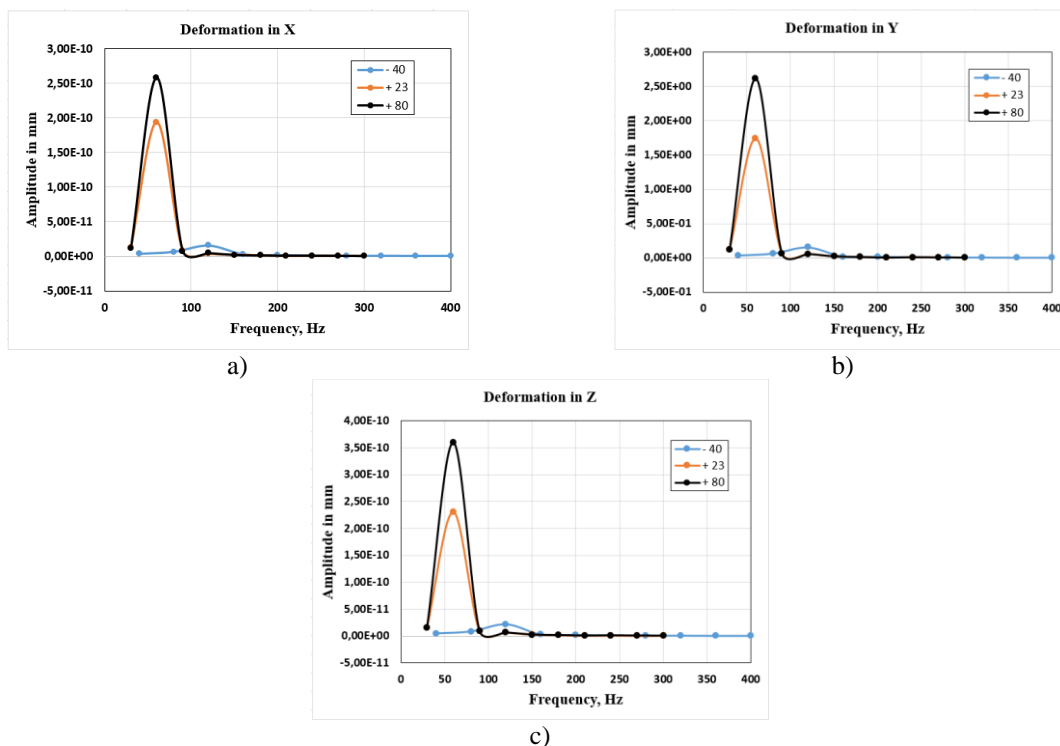 Deformation in X
3,00E-10
2,50E-10
2,00E-10
1,50E-10
1,00E-10
5,00E-11
0,00E+00
-5,00E-11
Amplitude in mm
- 40
+ 23
+ 80
0 100 200 300 400
Frequency, Hz
a)
Deformation in Y
3,00E+00
2,50E+00
2,00E+00
1,50E+00
1,00E+00
5,00E-01
0,00E+00
-5,00E-01
Amplitude in mm
- 40
+ 23
+ 80
0 50 100 150 200 250 300 350 400
Frequency, Hz
b)
Deformation in Z
4,00E-10
3,50E-10
3,00E-10
2,50E-10
2,00E-10
1,50E-10
1,00E-10
5,00E-11
0,00E+00
-5,00E-11
Amplitude in mm
- 40
+ 23
+ 80
0 50 100 150 200 250 300 350 400
Frequency, Hz
c)